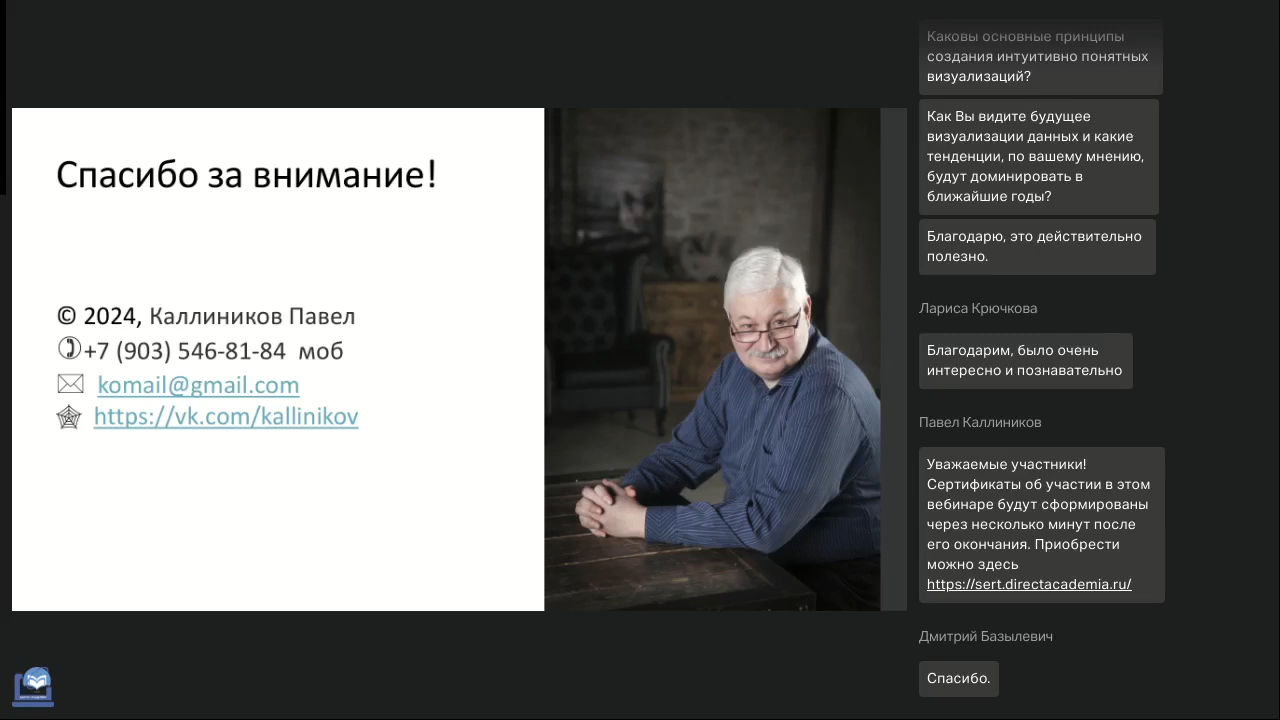 Спасибо за внимание!
© 2024, Каллиников Павел
✆+7 (903) 546-81-84 моб
komail@gmail.com
https://vk.com/kallinikov
Каковы основные принципы
создания интуитивно понятных
визуализаций?
Как Вы видите будущее
визуализации данных и какие
тенденции, по вашему мнению,
будут доминировать в
ближайшие годы?
Благодарю, это действительно
полезно.
Лариса Крючкова
Благодарим, было очень
интересно и познавательно
Павел Каллиников
Уважаемые участники!
Сертификаты об участии в этом
вебинаре будут сформированы
через несколько минут после
его окончания. Приобрести
можно здесь
https://sert.directacademia.ru/
Дмитрий Базылевич
Спасибо.